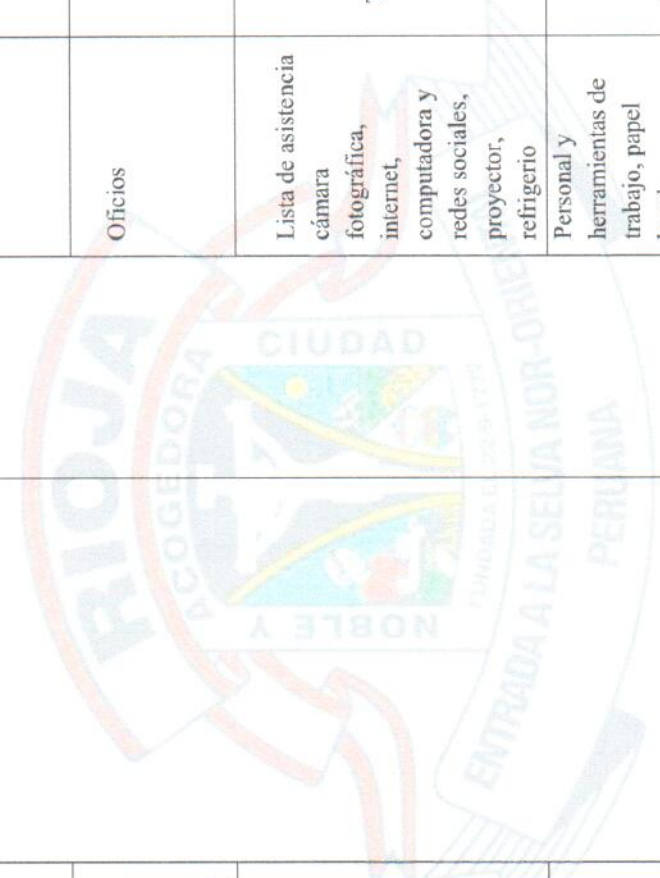 Oficios
Lista de asistencia
cámara
fotográfica,
internet,
computadora y
redes sociales,
proyector,
refrigerio
Personal y
herramientas de
trabajo, papel
RIOJA
ACOGEDORA
CIUDAD
NOBLE Y
ENTRADA A LA SELVA NOR-ORIEN
PERUANA